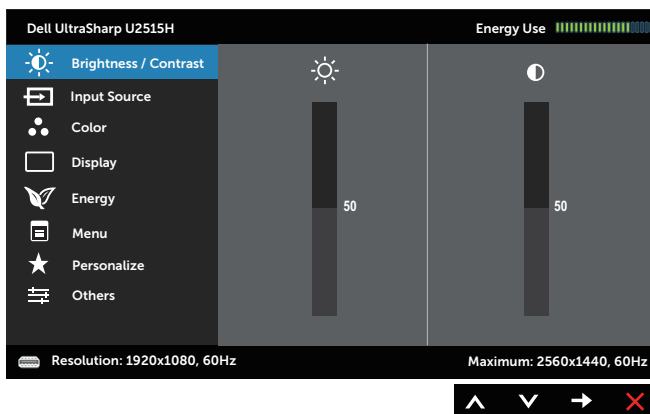 Dell UltraSharp U2515H
Energy Use
Brightness / Contrast
Input Source
Color
Display
Energy
Menu
Personalize
Others
50
50
Resolution: 1920x1080, 60Hz
Maximum: 2560x1440, 60Hz